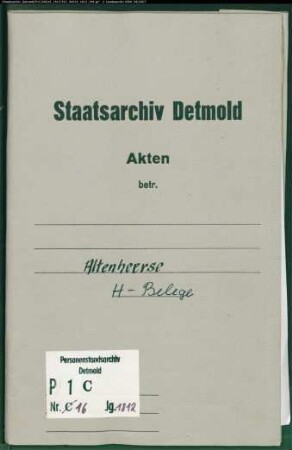 Staatsarchiv Detmold
Akten
betr.
Altenheerse
H - Belege
Personenstandsarchiv
Detmold
P 1 C
Nr. C 16 Jg. 1812